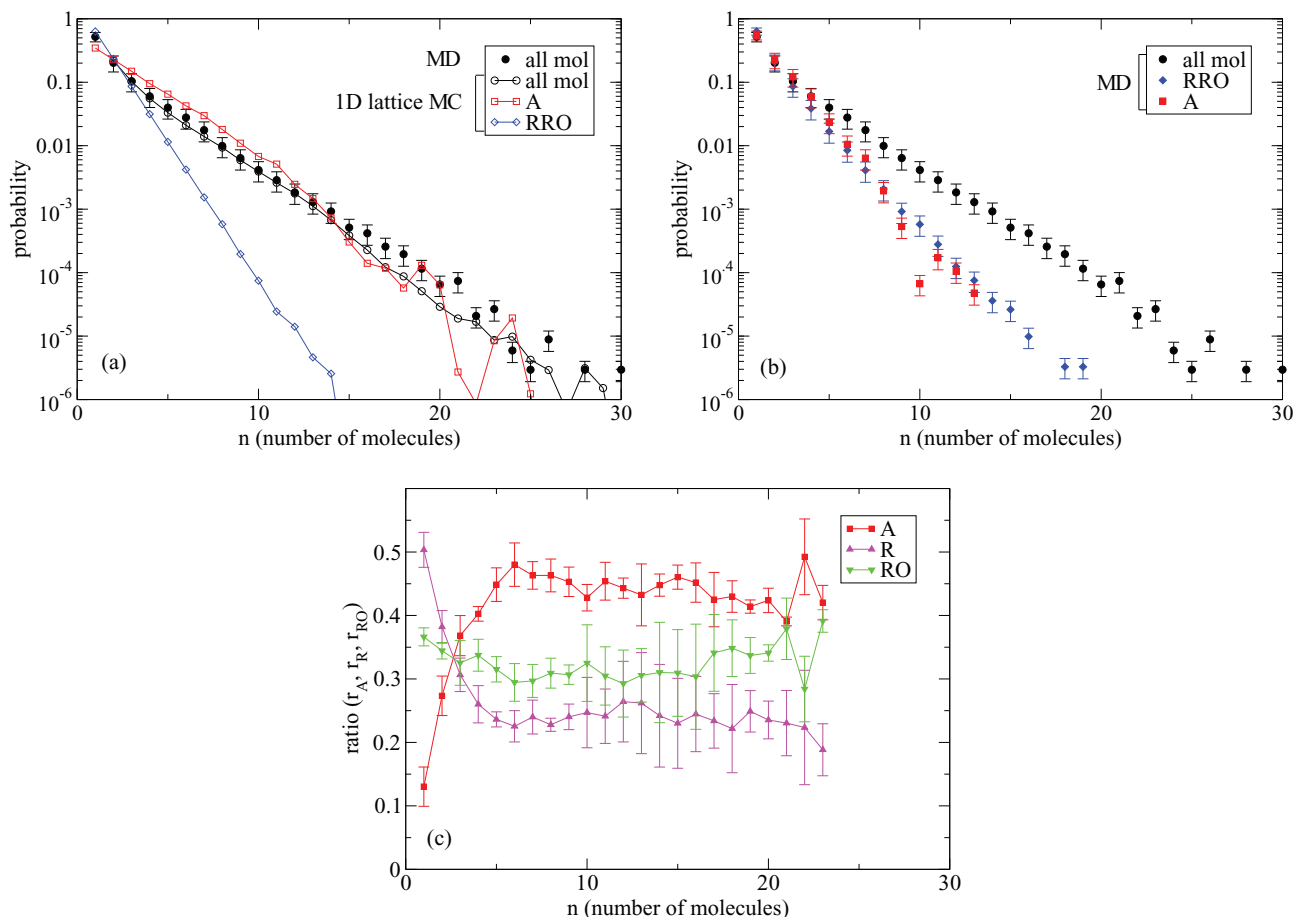 1
0.1
0.01
10-3
10-4
10-5
10-6
probability
0
10
20
30
n (number of molecules)
(a)
MD
all mol
1D lattice MC
all mol
A
RRO
1
0.1
0.01
10-3
10-4
10-5
10-6
probability
0
10
20
30
n (number of molecules)
(b)
MD
all mol
RRO
A
0.5
0.4
0.3
0.2
0.1
0
ratio (rA, rR, rRO)
0
10
20
30
n (number of molecules)
(c)
A
R
RO